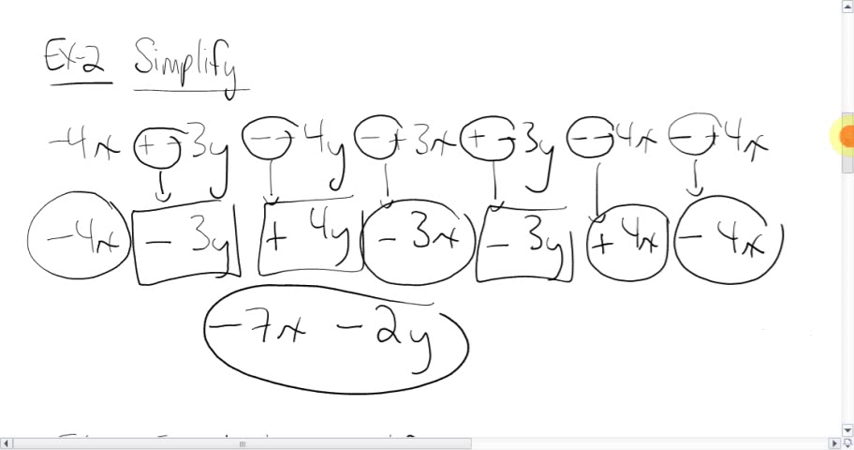 Ex-2 Simplify
-4x + - 3y - - 4y - + 3x + - 3y - - 4x - + 4x
-4x - 3y + 4y - 3x - 3y + 4x - 4x
-7x - 2y